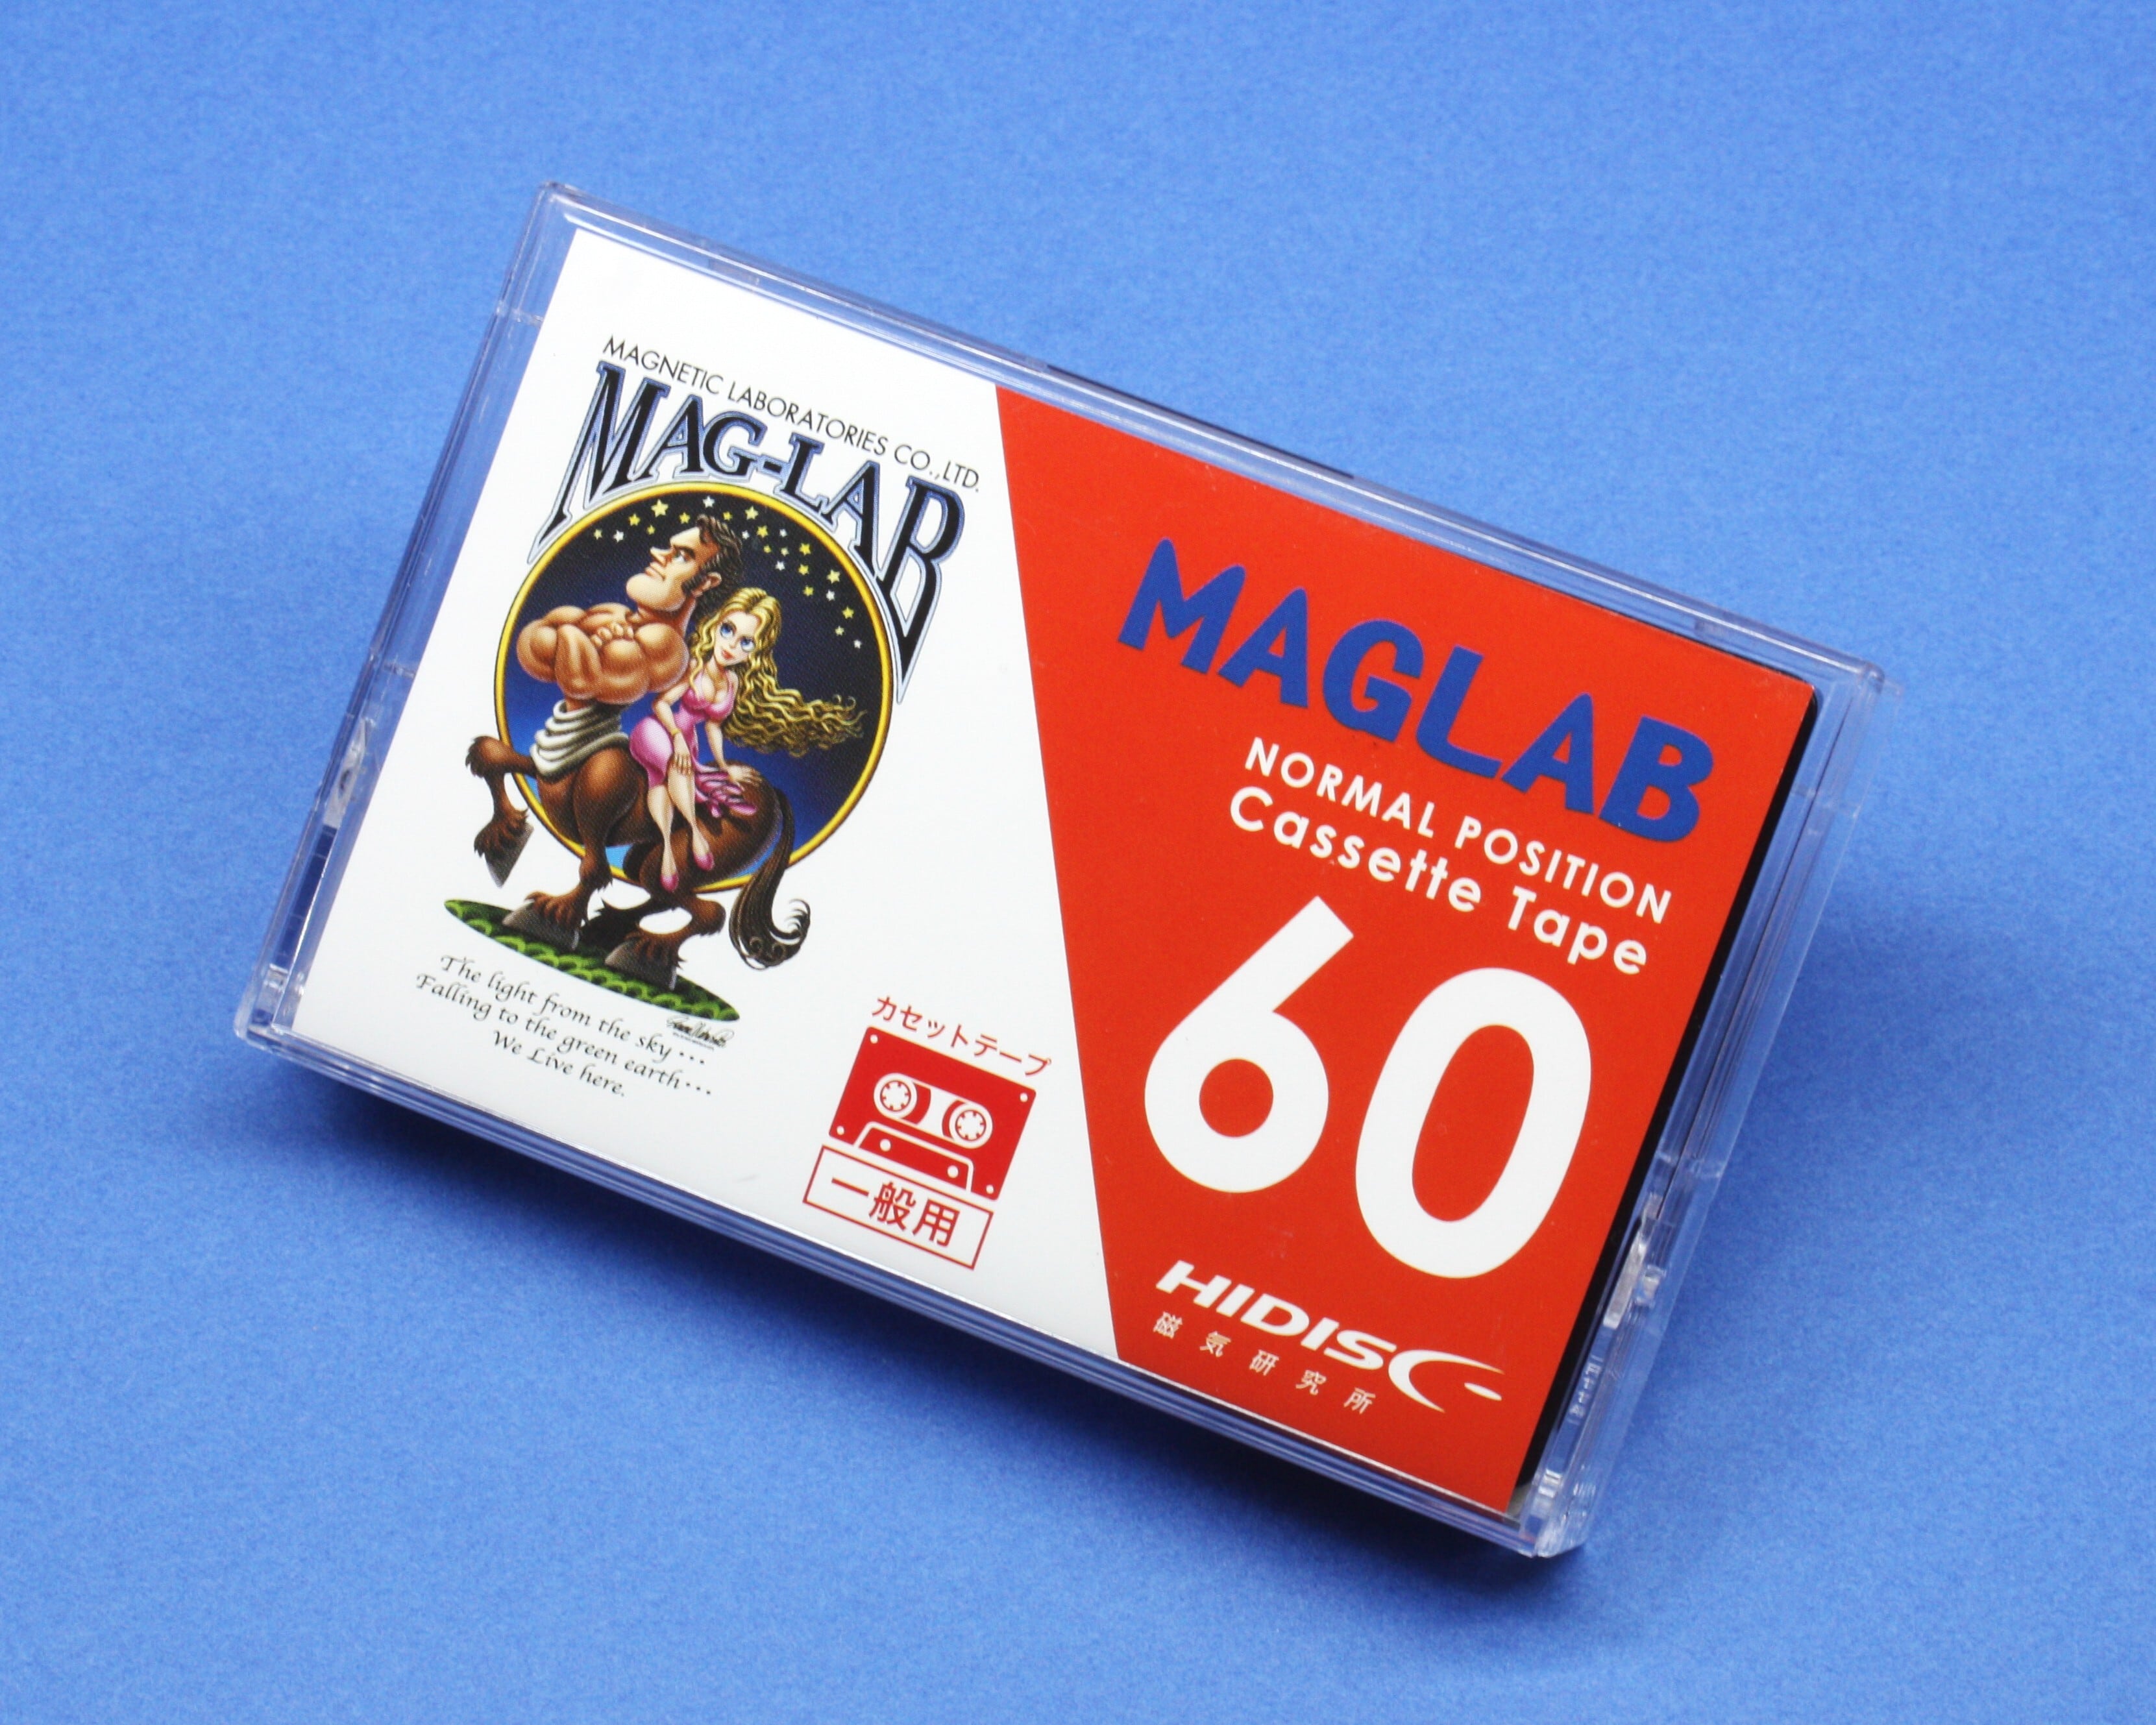 MAGNETIC LABORATORIES CO.,LTD.
MAG-LAB
The light from the sky…
Falling to the green earth…
We Live here.
カセットテープ
一般用
MAGLAB
NORMAL POSITION
Cassette Tape
60
HIDISC
磁気研究所